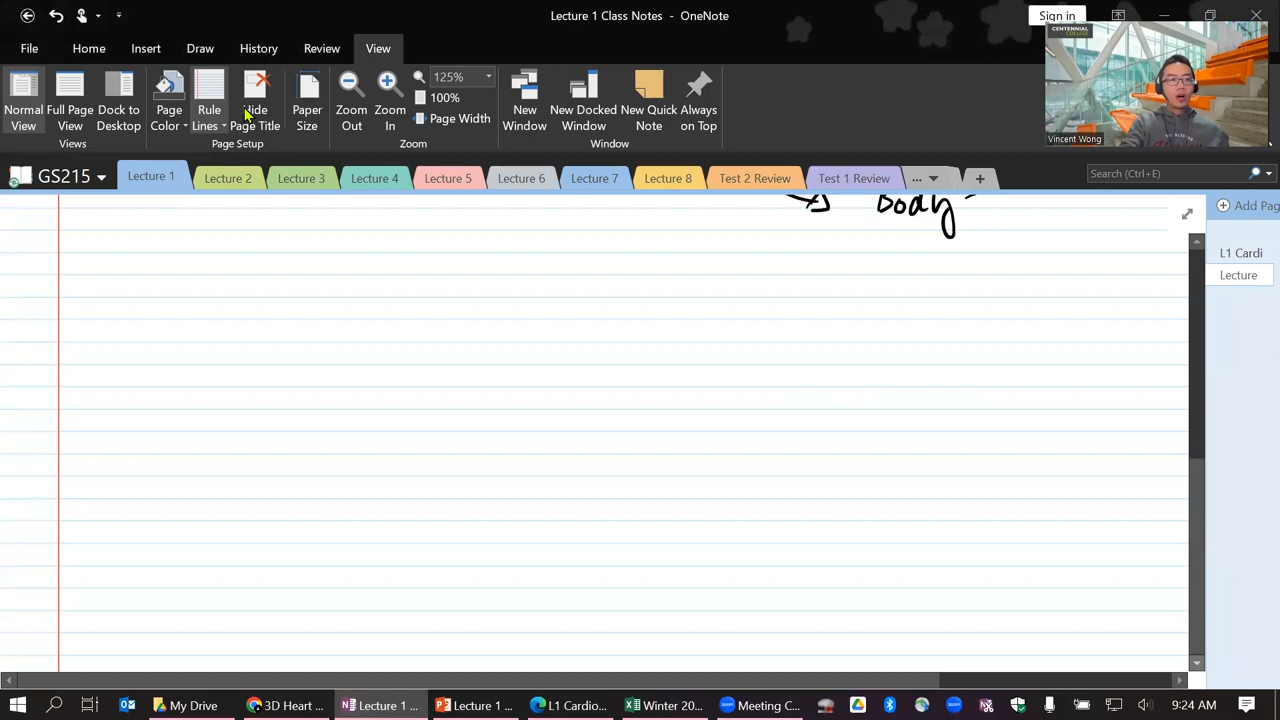 Lecture 1 Class Notes - OneNote
Sign in
File Home Insert Draw History Review View
CENTENNIAL COLLEGE
Normal View
Full Page View
Dock to Desktop
Views
Page Color
Rule Lines
Hide Page Title
Paper Size
Page Setup
Zoom Out
Zoom In
125%
100%
Page Width
Zoom
New Window
New Docked Window
New Quick Note
Always on Top
Window
Vincent Wong
GS215 Lecture 1 Lecture 2 Lecture 3 Lecture 4 Lecture 5 Lecture 6 Lecture 7 Lecture 8 Test 2 Review Test 1 Review ...
Search (Ctrl+E)
Body
Add Pag
L1 Cardi
Lecture
My Drive 3D Heart ... Lecture 1 ... Lecture 1 ... Cardio... Winter 20... Meeting C... 9:24 AM